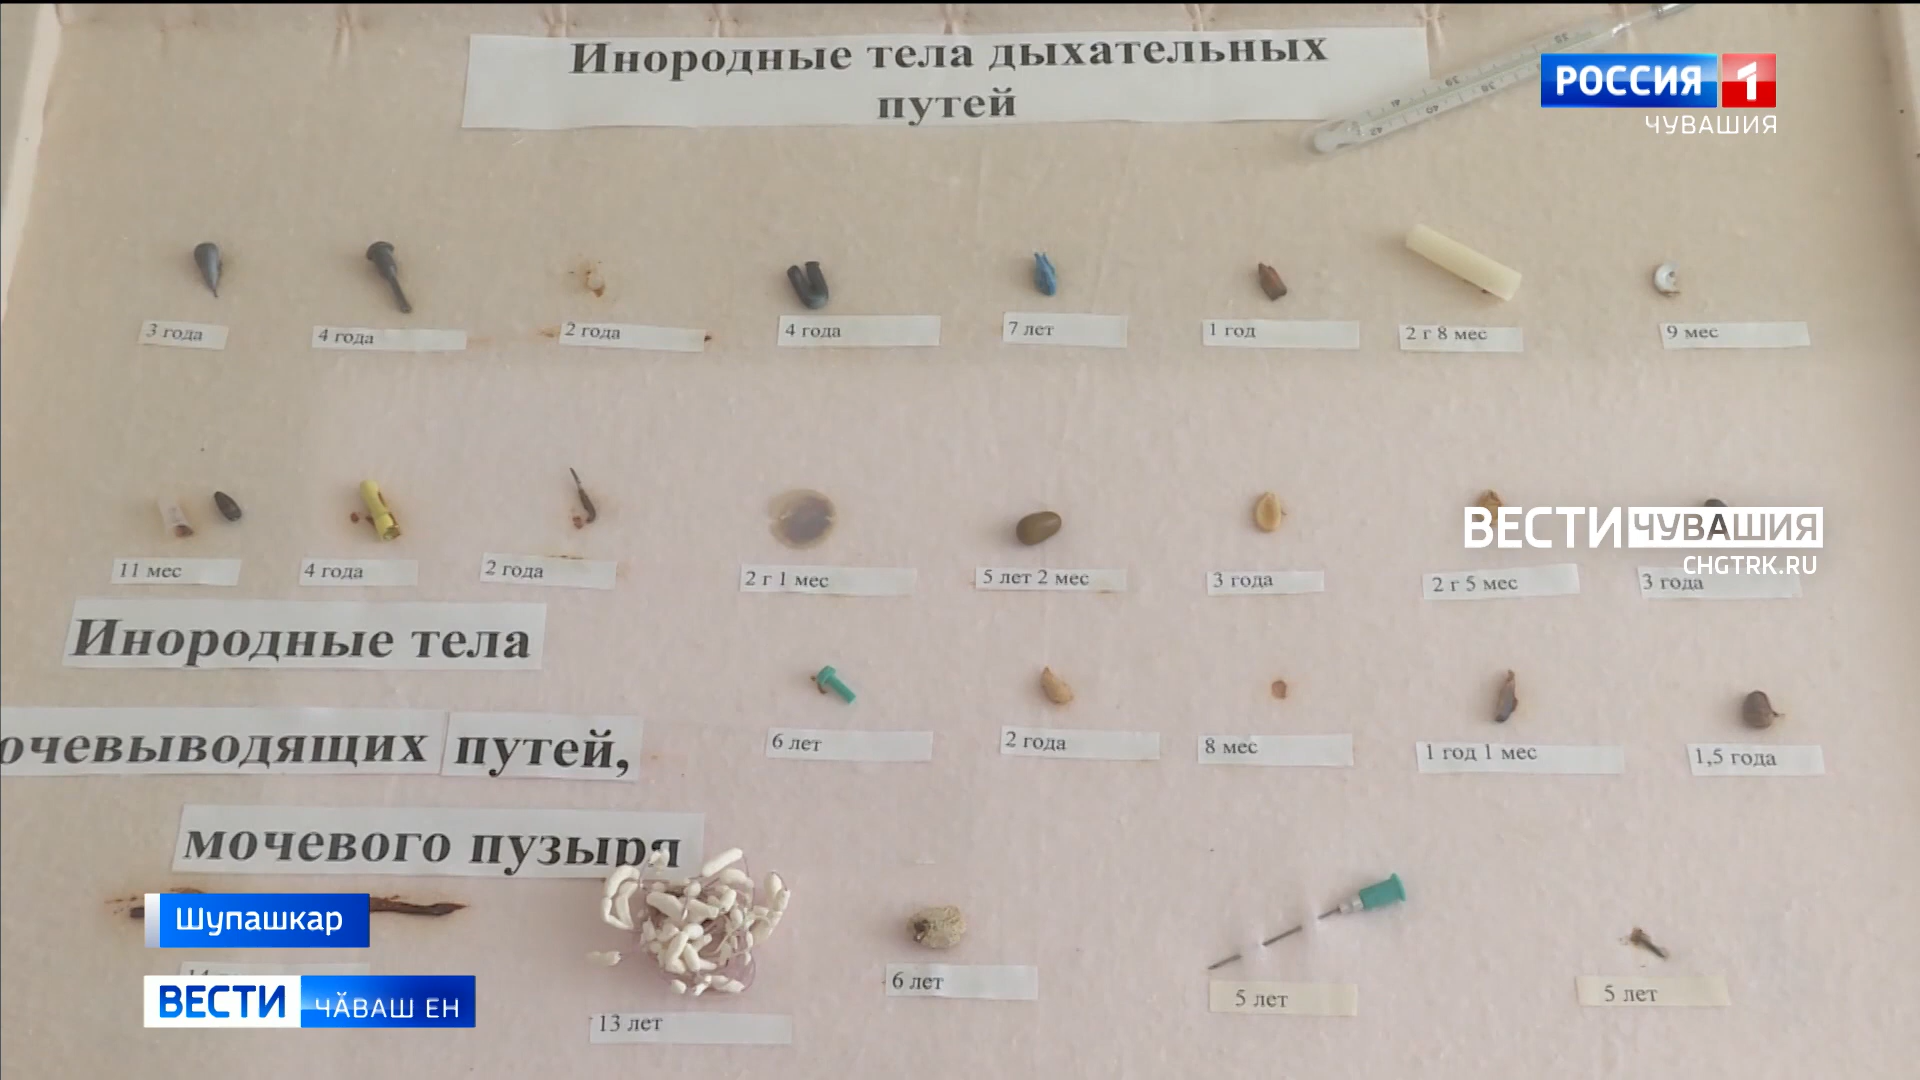 Инородные тела дыхательных
путей
РОССИЯ 1
ЧУВАШИЯ
3 года
4 года
2 года
4 года
7 лет
1 год
2 г 8 мес
9 мес
ВЕСТИ ЧУВАШИЯ
CHGTRK.RU
11 мес
4 года
2 года
2 г 1 мес
5 лет 2 мес
3 года
2 г 5 мес
3 года
Инородные тела
очевыводящих путей,
мочевого пузыря
6 лет
2 года
8 мес
1 год 1 мес
1,5 года
Шупашкар
6 лет
5 лет
5 лет
13 лет
ВЕСТИ ЧӐВАШ ЕН